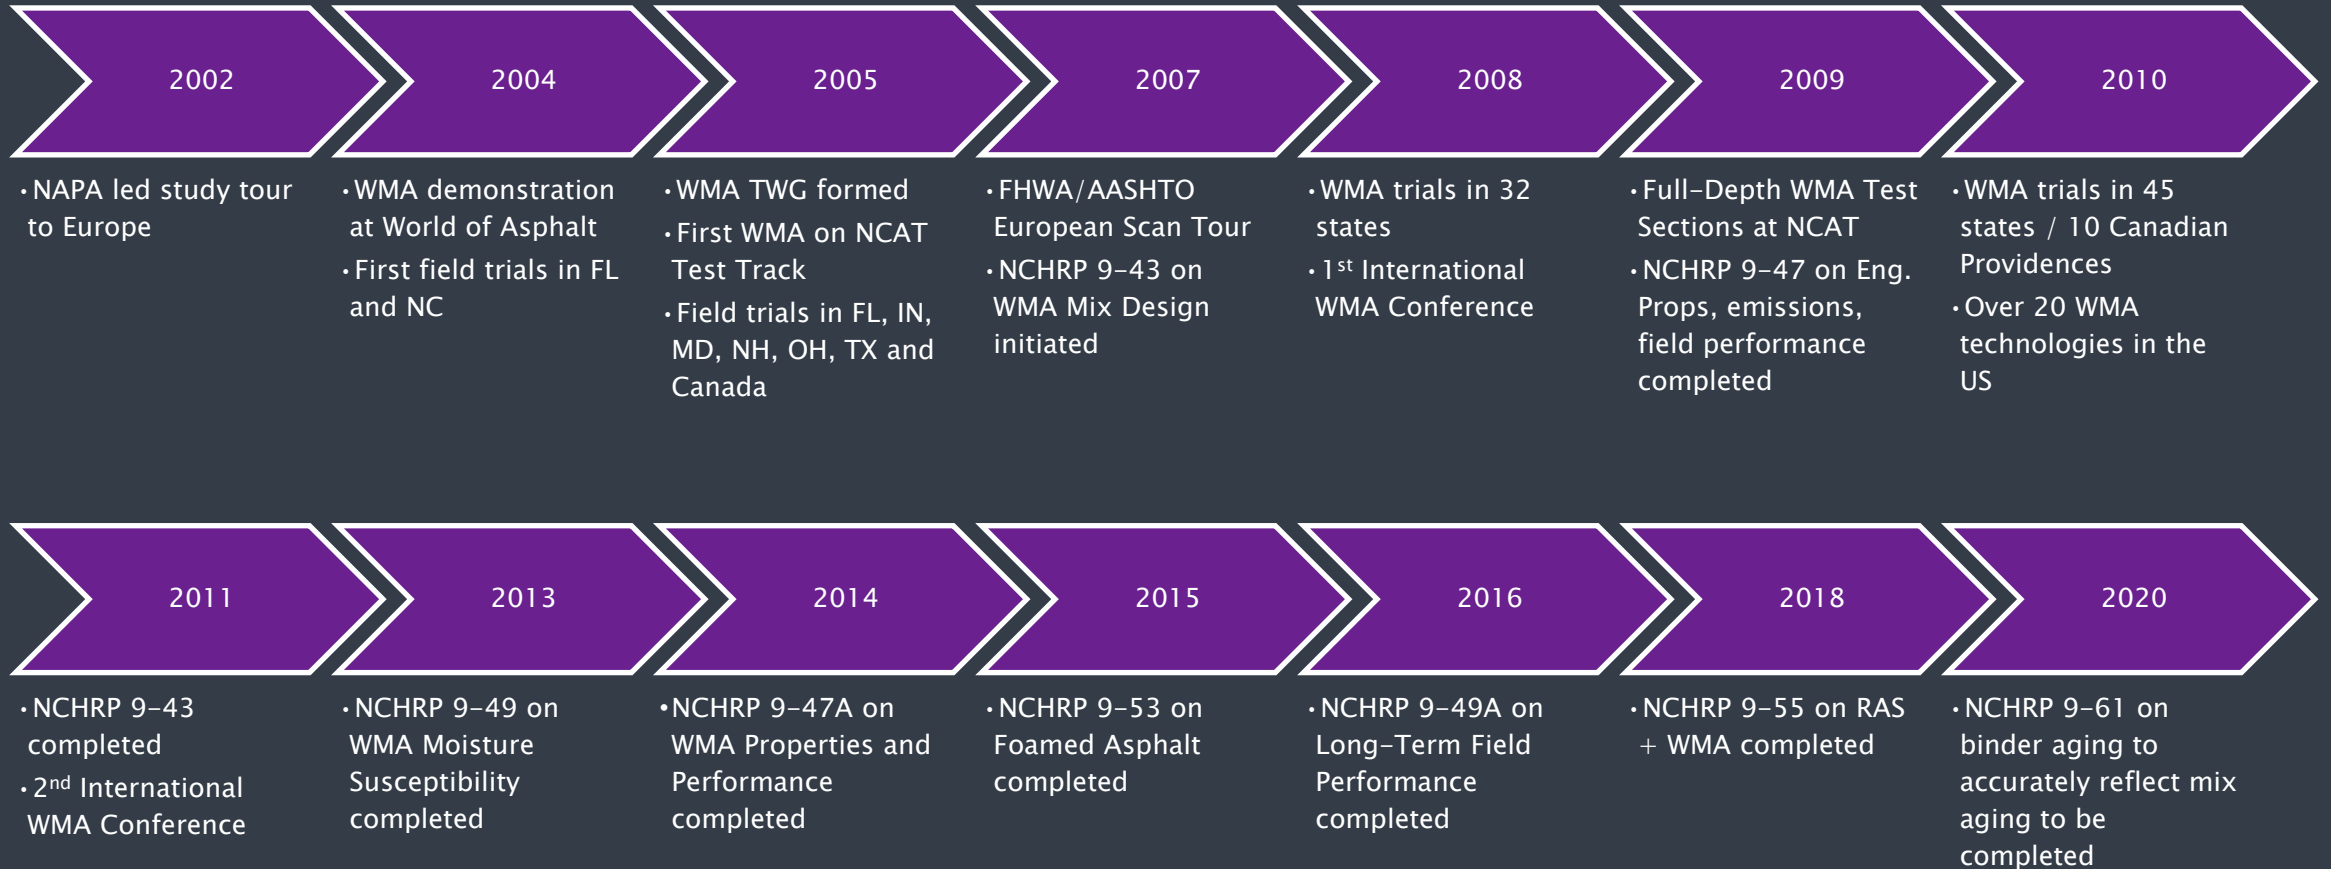 2002
2004
2005
2007
2008
2009
2010
•NAPA led study tour
to Europe
•WMA demonstration
at World of Asphalt
•First field trials in FL
and NC
•WMA TWG formed
•First WMA on NCAT
Test Track
•Field trials in FL, IN,
MD, NH, OH, TX and
Canada
•FHWA/AASHTO
European Scan Tour
•NCHRP 9-43 on
WMA Mix Design
initiated
•WMA trials in 32
states
•1st International
WMA Conference
•Full-Depth WMA Test
Sections at NCAT
•NCHRP 9-47 on Eng.
Props, emissions,
field performance
completed
•WMA trials in 45
states / 10 Canadian
Providences
•Over 20 WMA
technologies in the
US
2011
2013
2014
2015
2016
2018
2020
•NCHRP 9-43
completed
•2nd International
WMA Conference
•NCHRP 9-49 on
WMA Moisture
Susceptibility
completed
•NCHRP 9-47A on
WMA Properties and
Performance
completed
•NCHRP 9-53 on
Foamed Asphalt
completed
•NCHRP 9-49A on
Long-Term Field
Performance
completed
•NCHRP 9-55 on RAS
+ WMA completed
•NCHRP 9-61 on
binder aging to
accurately reflect mix
aging to be
completed